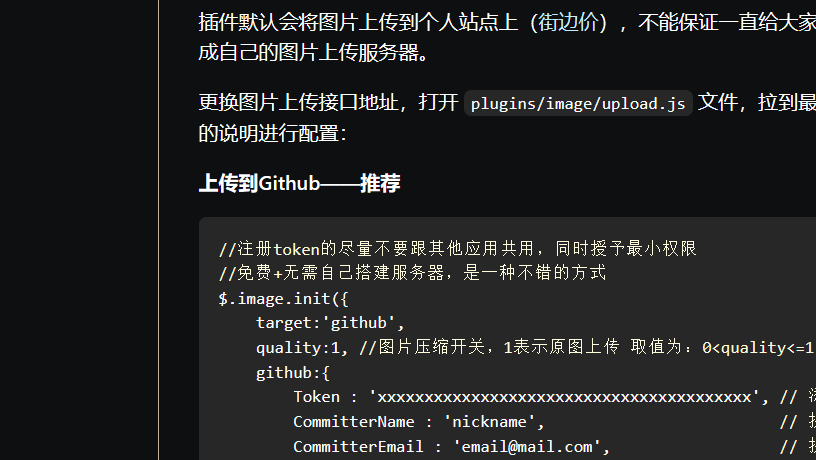 插件默认会将图片上传到个人站点上（街边价），不能保证一直给大家
成自己的图片上传服务器。
更换图片上传接口地址，打开 plugins/image/upload.js 文件，拉到最
的说明进行配置：
上传到Github——推荐
//注册token的尽量不要跟其他应用共用，同时授予最小权限
//免费+无需自己搭建服务器，是一种不错的方式
$.image.init({
target:'github',
quality:1, //图片压缩开关，1表示原图上传 取值为：0<quality<=1
github:{
Token : 'xxxxxxxxxxxxxxxxxxxxxxxxxxxxxxxxxxxxxxxx', //
CommitterName : 'nickname', //
CommitterEmail : 'email@mail.com', //